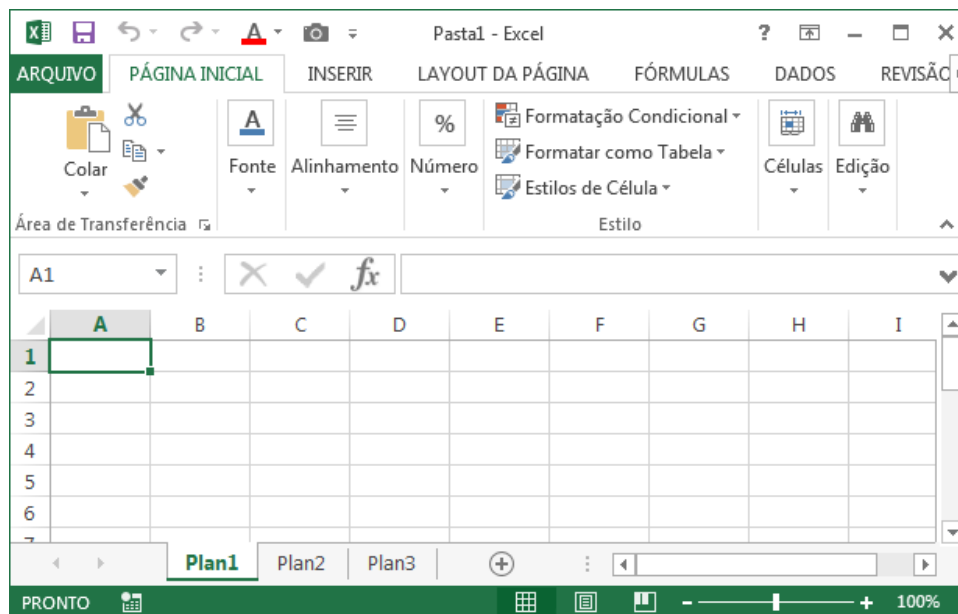 Pasta1 - Excel ?
ARQUIVO PÁGINA INICIAL INSERIR LAYOUT DA PÁGINA FÓRMULAS DADOS REVISÃO
Colar
Fonte
Alinhamento
%
Número
Formatação Condicional
Formatar como Tabela
Estilos de Célula
Células
Edição
Área de Transferência
Estilo
A1 fx
A B C D E F G H I
1
2
3
4
5
6
7
Plan1 Plan2 Plan3
PRONTO 100%